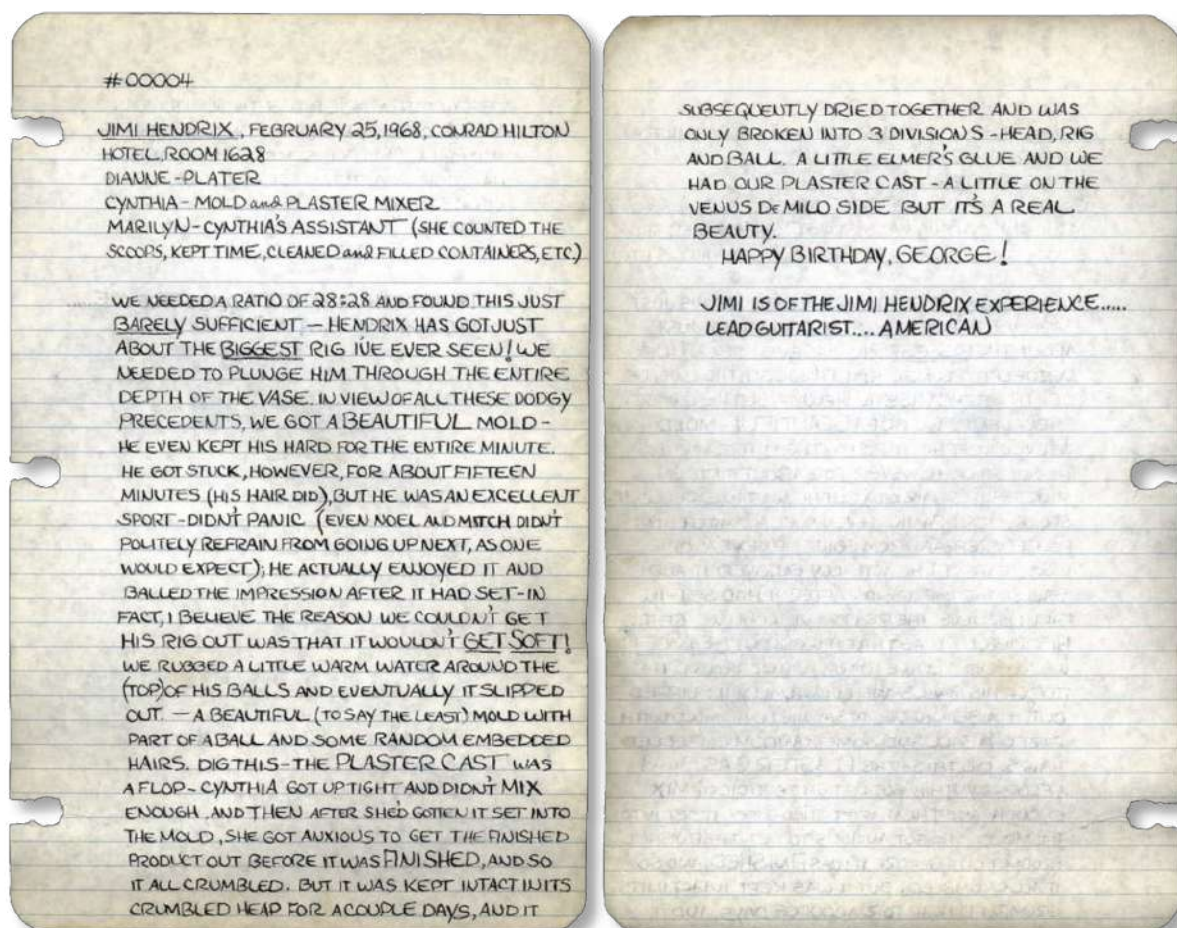 #00004
JIMI HENDRIX, FEBRUARY 25, 1968, CONRAD HILTON
HOTEL, ROOM 1628
DIANNE-PLATER
CYNTHIA - MOLD and PLASTER MIXER
MARILYN - CYNTHIA'S ASSISTANT (SHE COUNTED THE
SCOOPS, KEPT TIME, CLEANED and FILLED CONTAINERS, ETC.)
WE NEEDED A RATIO OF 28:28 AND FOUND THIS JUST
BARELY SUFFICIENT — HENDRIX HAS GOT JUST
ABOUT THE BIGGEST RIG I'VE EVER SEEN! WE
NEEDED TO PLUNGE HIM THROUGH THE ENTIRE
DEPTH OF THE VASE. IN VIEW OF ALL THESE DODGY
PRECEDENTS, WE GOT A BEAUTIFUL MOLD -
HE EVEN KEPT HIS HARD FOR THE ENTIRE MINUTE.
HE GOT STUCK, HOWEVER, FOR ABOUT FIFTEEN
MINUTES (HIS HAIR DID), BUT HE WAS AN EXCELLENT
SPORT - DIDN'T PANIC (EVEN NOEL AND MITCH DIDN'T
POLITELY REFRAIN FROM GOING UP NEXT, AS ONE
WOULD EXPECT); HE ACTUALLY ENJOYED IT AND
BALLED THE IMPRESSION AFTER IT HAD SET - IN
FACT, I BELIEVE THE REASON WE COULDN'T GET
HIS RIG OUT WAS THAT IT WOULDN'T GET SOFT!
WE RUBBED A LITTLE WARM WATER AROUND THE
(TOP) OF HIS BALLS AND EVENTUALLY IT SLIPPED
OUT. — A BEAUTIFUL (TO SAY THE LEAST) MOLD WITH
PART OF A BALL AND SOME RANDOM EMBEDDED
HAIRS. DIG THIS - THE PLASTER CAST WAS
A FLOP - CYNTHIA GOT UPTIGHT AND DIDN'T MIX
ENOUGH, AND THEN AFTER SHE'D GOTTEN IT SET INTO
THE MOLD, SHE GOT ANXIOUS TO GET THE FINISHED
PRODUCT OUT BEFORE IT WAS FINISHED, AND SO
IT ALL CRUMBLED. BUT IT WAS KEPT INTACT IN ITS
CRUMBLED HEAP FOR A COUPLE DAYS, AND IT
SUBSEQUENTLY DRIED TOGETHER AND WAS
ONLY BROKEN INTO 3 DIVISIONS - HEAD, RIG
AND BALL. A LITTLE ELMER'S GLUE AND WE
HAD OUR PLASTER CAST - A LITTLE ON THE
VENUS De MILO SIDE BUT IT'S A REAL
BEAUTY.
HAPPY BIRTHDAY, GEORGE!
JIMI IS OF THE JIMI HENDRIX EXPERIENCE.....
LEAD GUITARIST.... AMERICAN